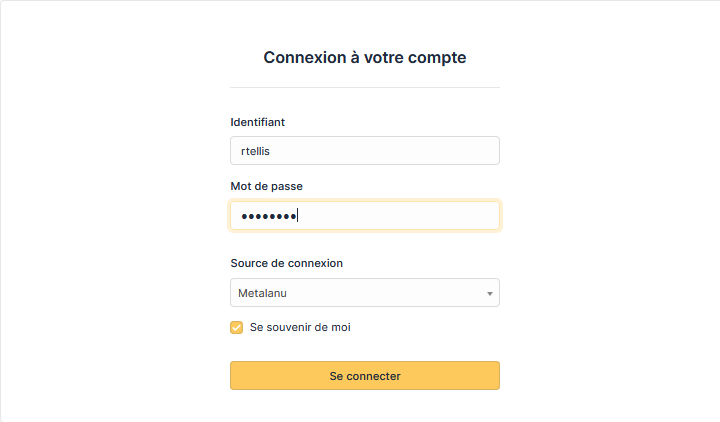 Connexion à votre compte
Identifiant
rtellis
Mot de passe
••••••••
Source de connexion
Metalanu
Se souvenir de moi
Se connecter